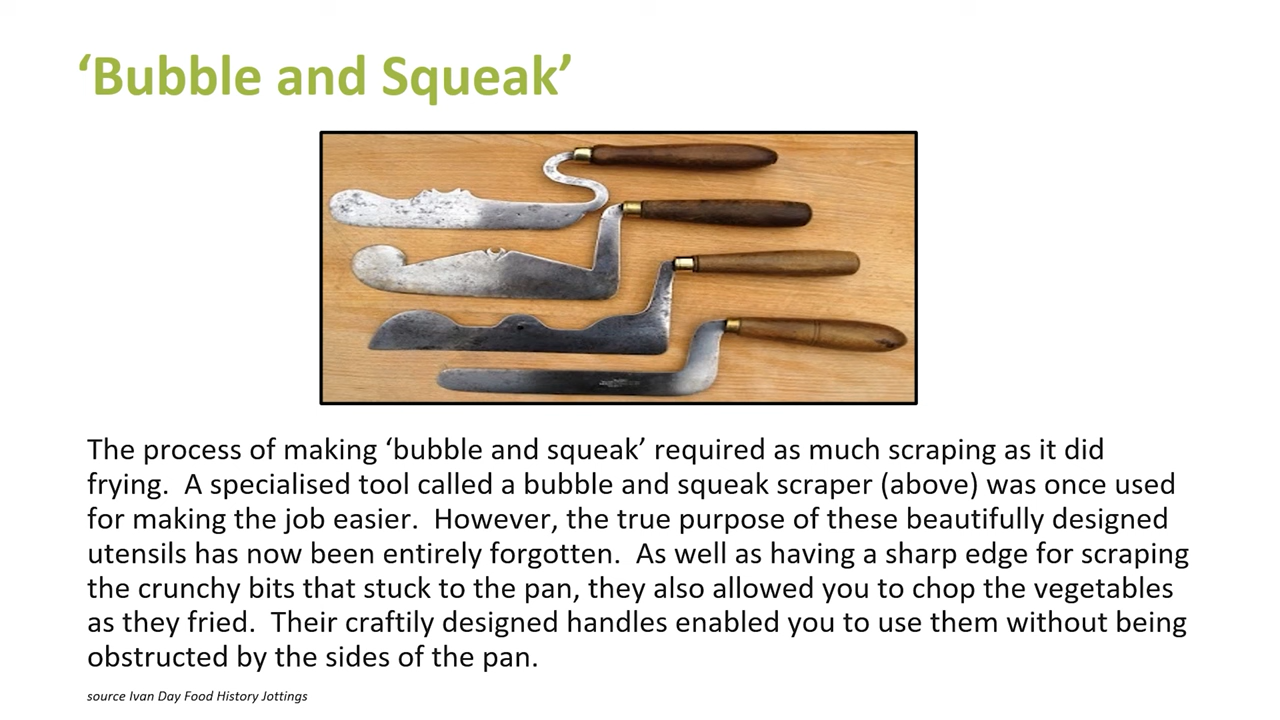 ‘Bubble and Squeak’
The process of making ‘bubble and squeak’ required as much scraping as it did
frying.  A specialised tool called a bubble and squeak scraper (above) was once used
for making the job easier.  However, the true purpose of these beautifully designed
utensils has now been entirely forgotten.  As well as having a sharp edge for scraping
the crunchy bits that stuck to the pan, they also allowed you to chop the vegetables
as they fried.  Their craftily designed handles enabled you to use them without being
obstructed by the sides of the pan.
source Ivan Day Food History Jottings